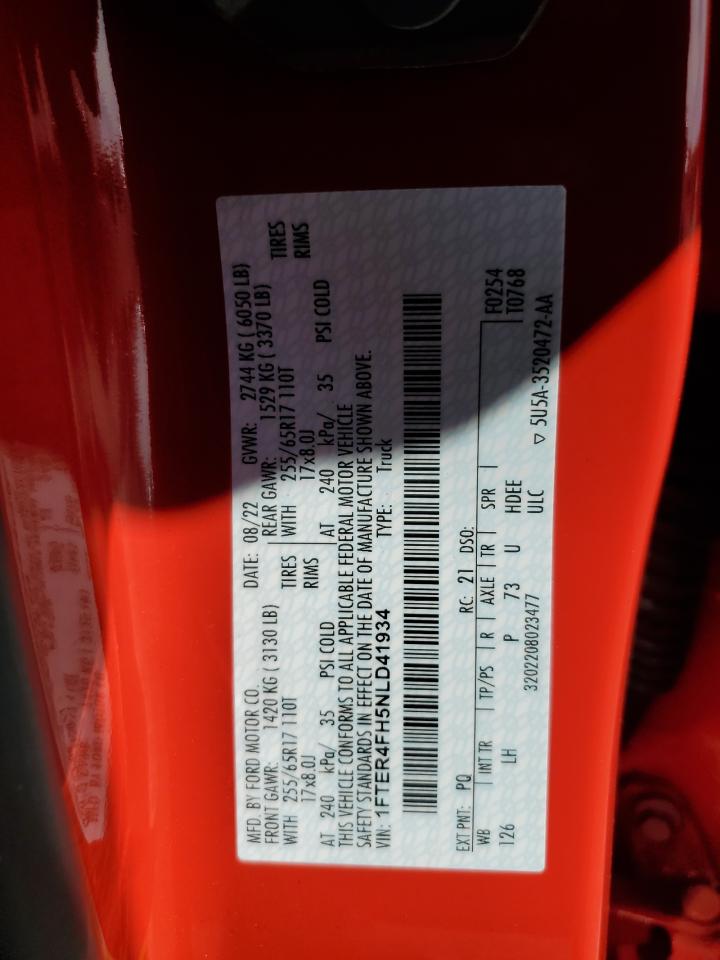 MFD. BY FORD MOTOR CO.
DATE: 08/22 GVWR: 2744 KG ( 6050 LB)
FRONT GAWR: 1420 KG ( 3130 LB) REAR GAWR: 1529 KG ( 3370 LB)
WITH 255/65R17 110T TIRES WITH 255/65R17 110T TIRES
17x8.0J RIMS 17x8.0J RIMS
AT 240 kPa/ 35 PSI COLD AT 240 kPa/ 35 PSI COLD
THIS VEHICLE CONFORMS TO ALL APPLICABLE FEDERAL MOTOR VEHICLE
SAFETY STANDARDS IN EFFECT ON THE DATE OF MANUFACTURE SHOWN ABOVE.
VIN: 1FTER4FH5NLD41934 TYPE: Truck
EXT PNT: PQ RC: 21 DSO:
WB INT TR TP/PS R AXLE TR SPR F0254
126 LH P 73 U HDEE T0768
3202208023477 ULC
▽ 5U5A-3520472-AA